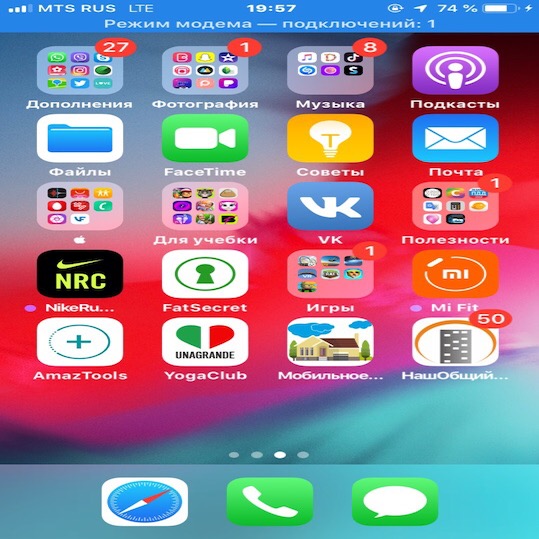 MTS RUS LTE 19:57 74 %
Режим модема — подключений: 1
27 1 8
Дополнения Фотография Музыка Подкасты
T
Файлы FaceTime Советы Почта
1
Для учебки VK Полезности
NRC 1 mi
NikeRu... FatSecret Игры Mi Fit
UNAGRANDE 50
AmazTools YogaClub Мобильное... НашОбщий...